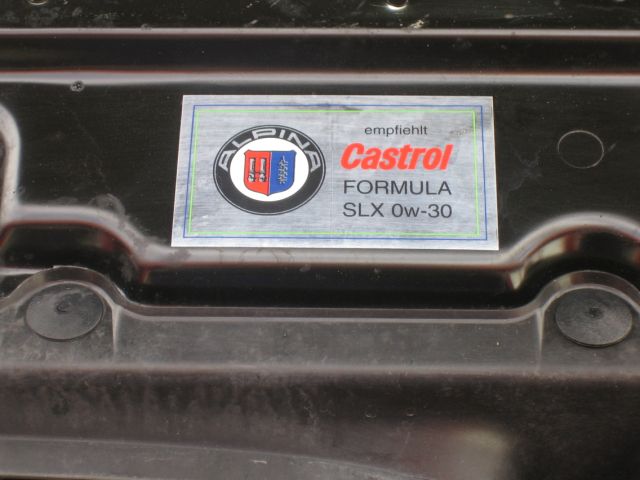 ALPINA
empfiehlt
Castrol
FORMULA
SLX 0w-30